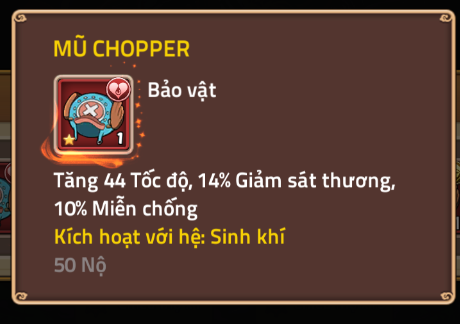 MŨ CHOPPER
Bảo vật
1
Tăng 44 Tốc độ, 14% Giảm sát thương,
10% Miễn chống
Kích hoạt với hệ: Sinh khí
50 Nộ